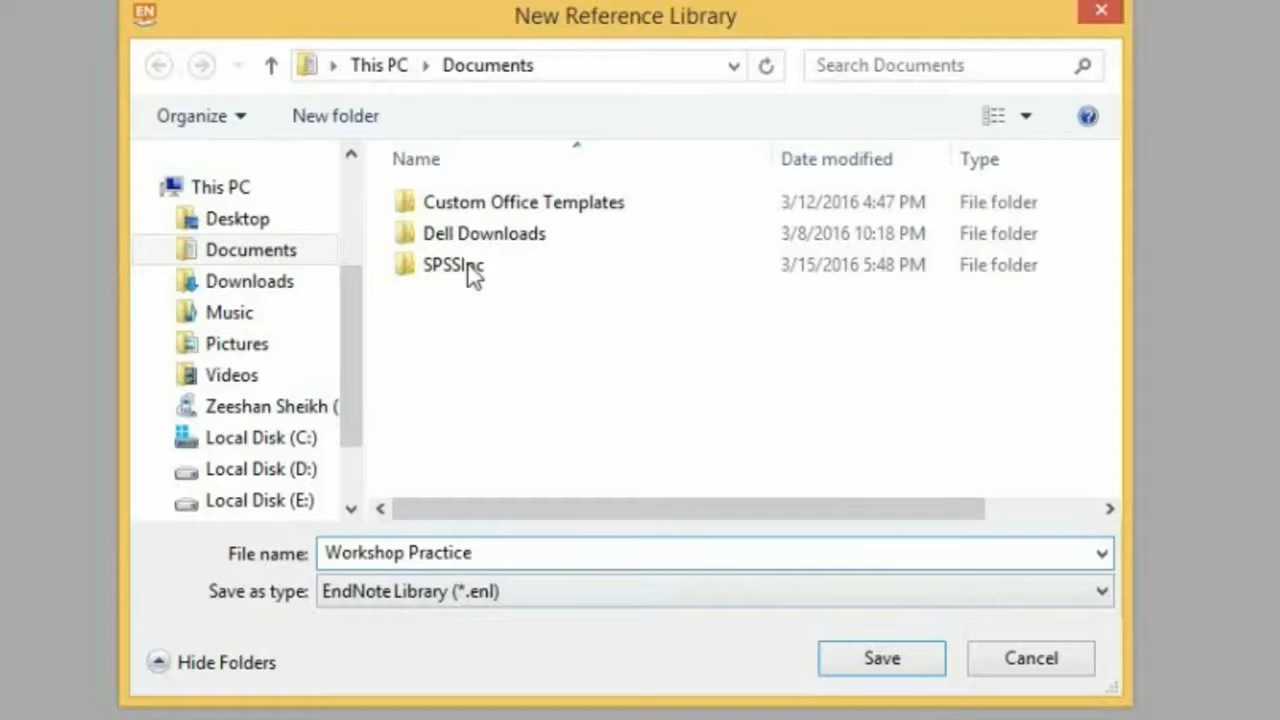 EN New Reference Library
This PC Documents Search Documents
Organize New folder
Name Date modified Type
This PC
Desktop
Documents
Downloads
Music
Pictures
Videos
Zeeshan Sheikh (
Local Disk (C:)
Local Disk (D:)
Local Disk (E:)
Custom Office Templates 3/12/2016 4:47 PM File folder
Dell Downloads 3/8/2016 10:18 PM File folder
SPSSInc 3/15/2016 5:48 PM File folder
File name: Workshop Practice
Save as type: EndNote Library (*.enl)
Hide Folders Save Cancel